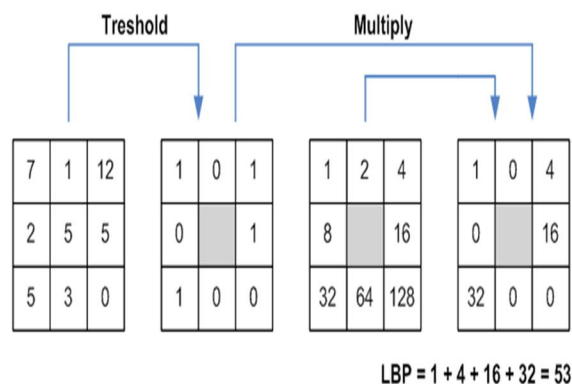 Treshold Multiply
7 1 12 1 0 1 1 2 4 1 0 4
2 5 5 0 1 8 16 0 16
5 3 0 1 0 0 32 64 128 32 0 0
LBP = 1 + 4 + 16 + 32 = 53